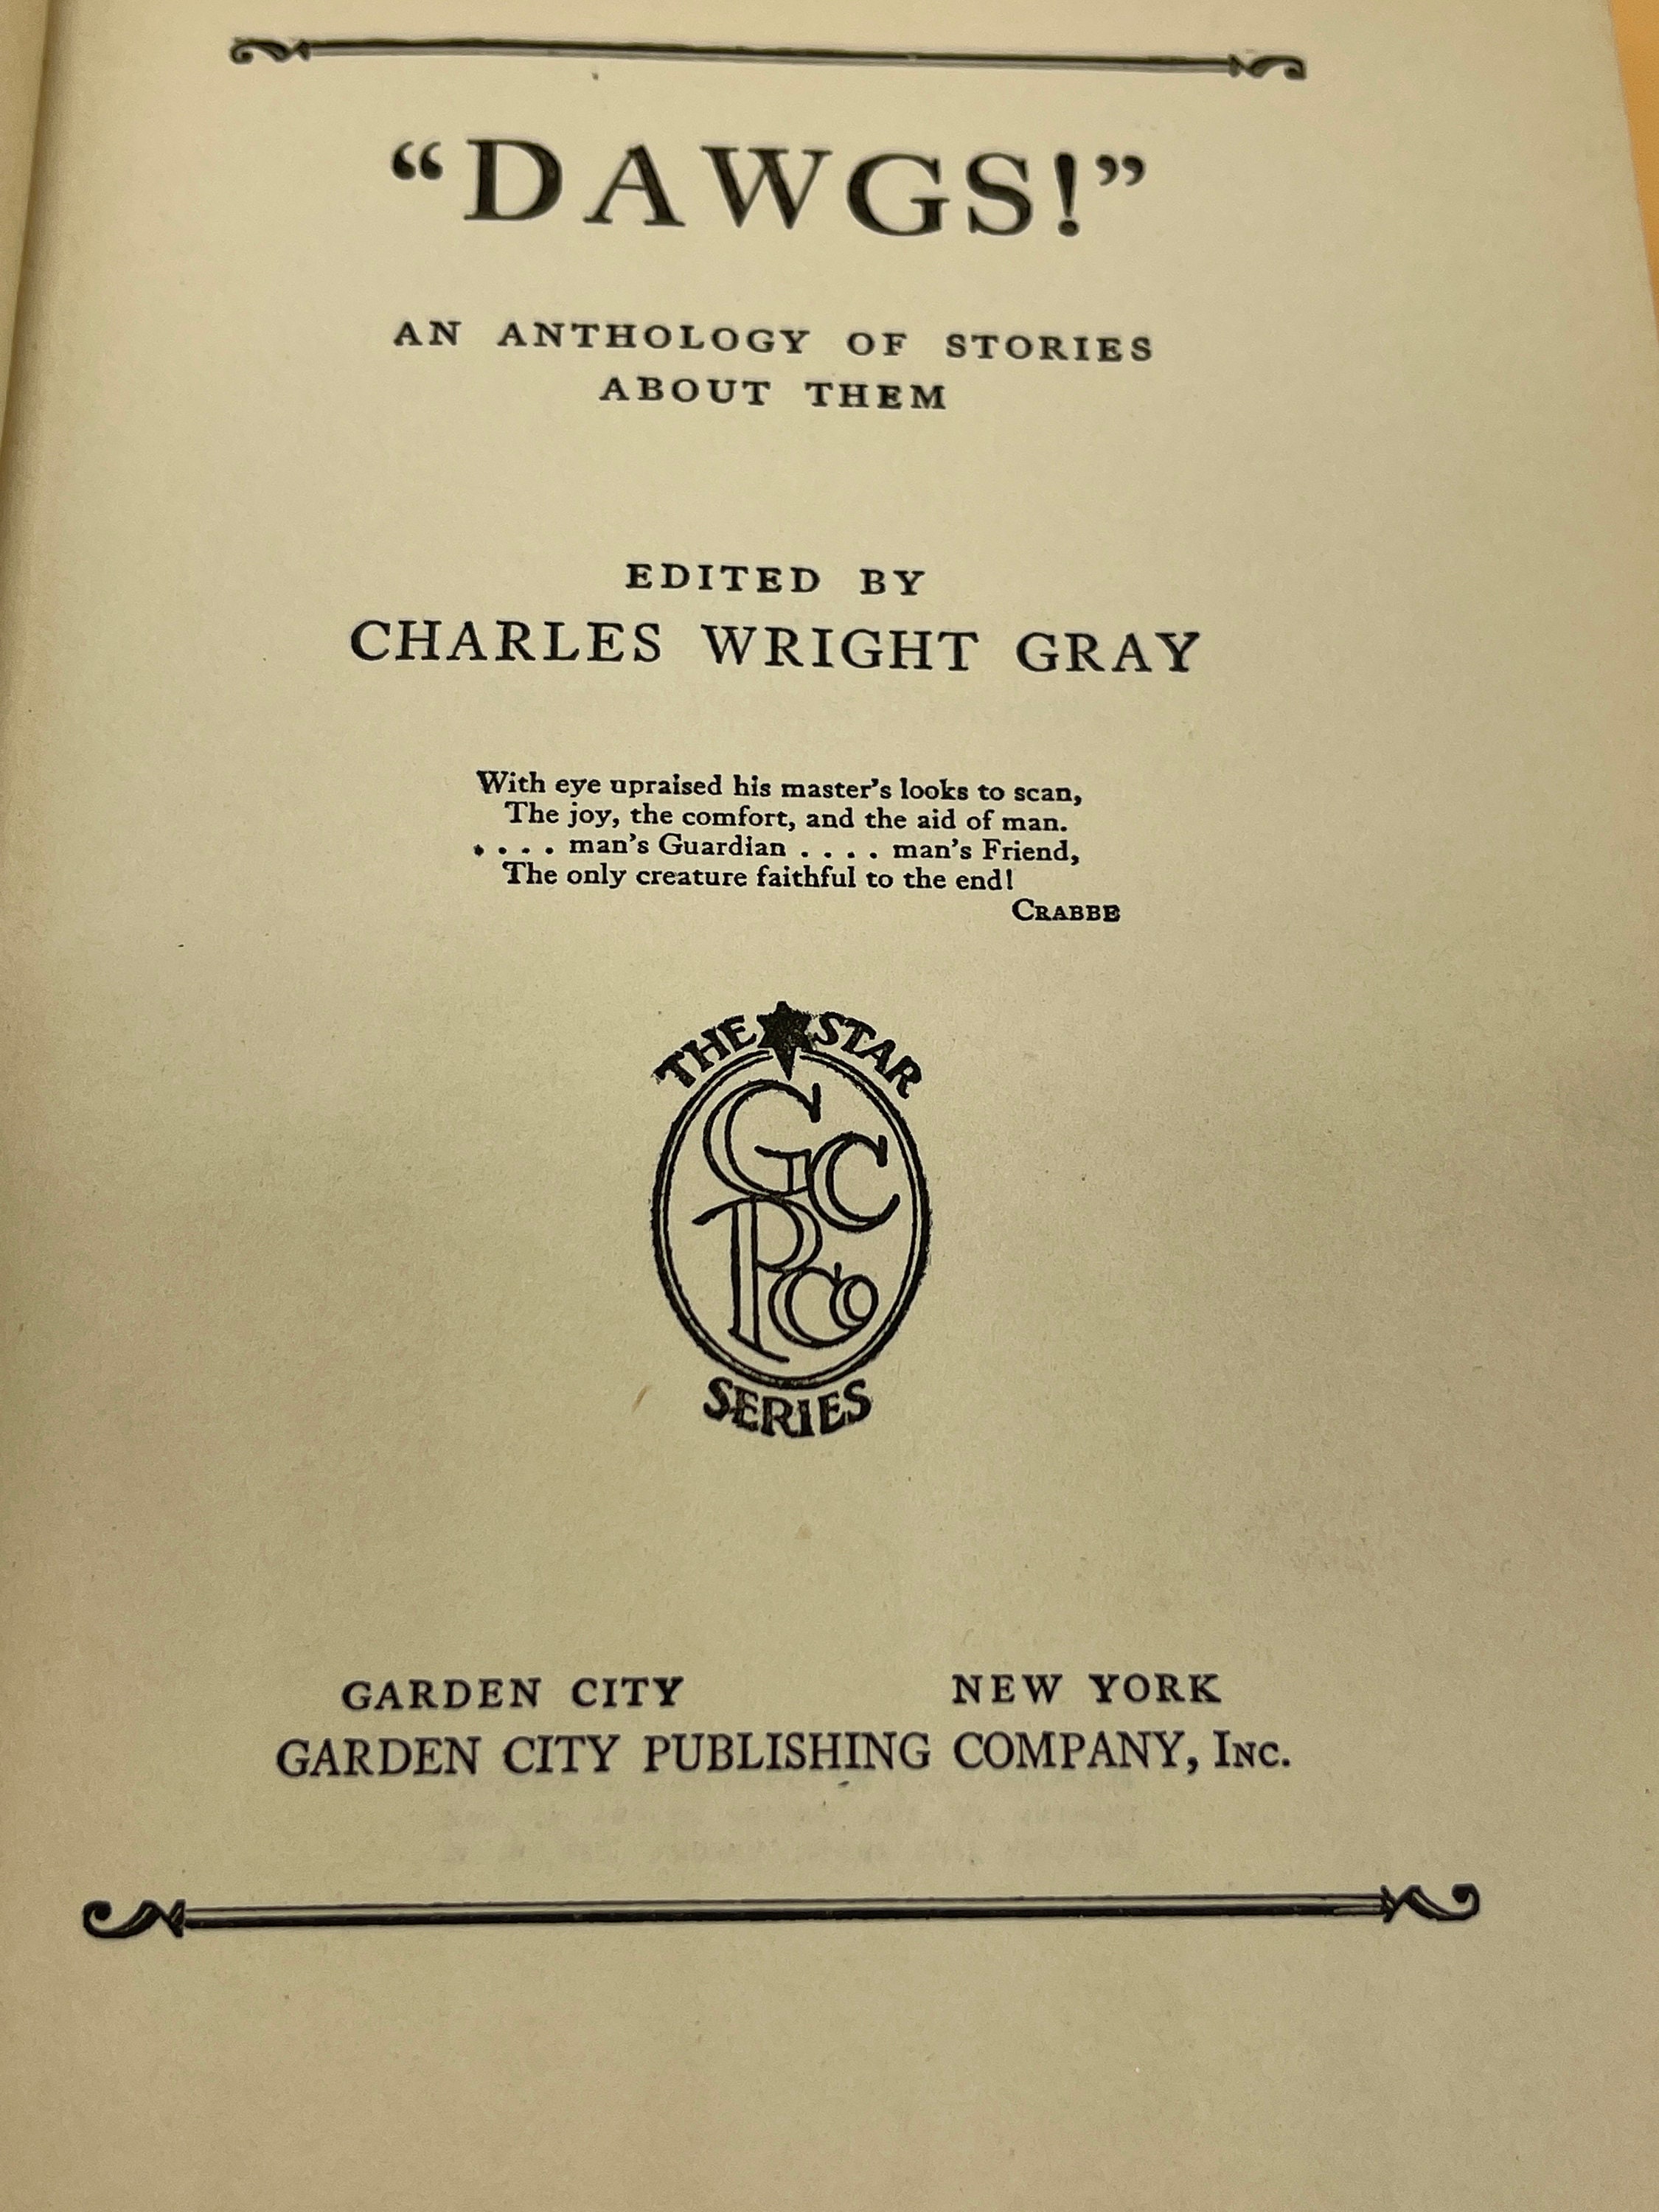 “DAWGS!”
AN ANTHOLOGY OF STORIES
ABOUT THEM
EDITED BY
CHARLES WRIGHT GRAY
With eye upraised his master’s looks to scan,
The joy, the comfort, and the aid of man.
. . . . man’s Guardian . . . . man’s Friend,
The only creature faithful to the end!
CRABBE
THE STAR
GC
PCo
SERIES
GARDEN CITY NEW YORK
GARDEN CITY PUBLISHING COMPANY, INC.